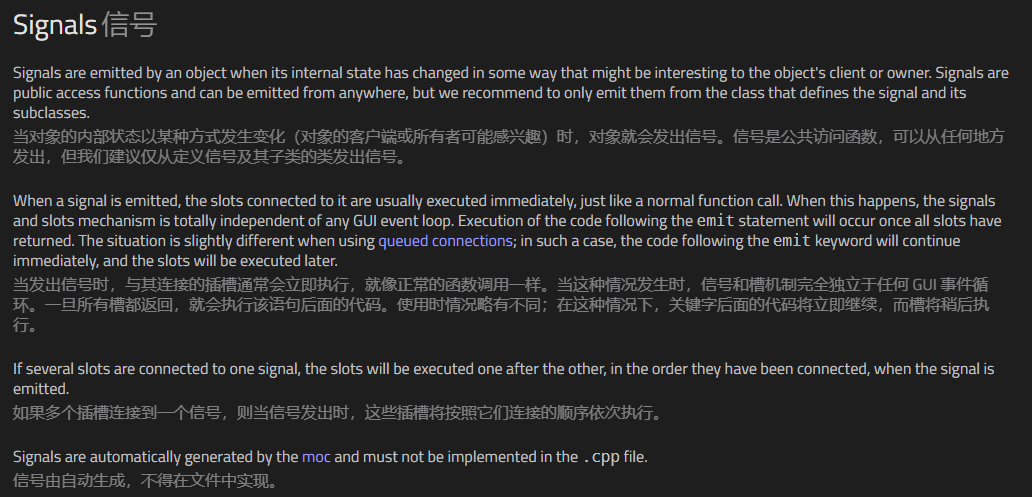 Signals 信号
Signals are emitted by an object when its internal state has changed in some way that might be interesting to the object's client or owner. Signals are
public access functions and can be emitted from anywhere, but we recommend to only emit them from the class that defines the signal and its
subclasses.
当对象的内部状态以某种方式发生变化（对象的客户端或所有者可能感兴趣）时，对象就会发出信号。信号是公共访问函数，可以从任何地方
发出，但我们建议仅从定义信号及其子类的类发出信号。
When a signal is emitted, the slots connected to it are usually executed immediately, just like a normal function call. When this happens, the signals
and slots mechanism is totally independent of any GUI event loop. Execution of the code following the emit statement will occur once all slots have
returned. The situation is slightly different when using queued connections; in such a case, the code following the emit keyword will continue
immediately, and the slots will be executed later.
当发出信号时，与其连接的插槽通常会立即执行，就像正常的函数调用一样。当这种情况发生时，信号和槽机制完全独立于任何 GUI 事件循
环。一旦所有槽都返回，就会执行该语句后面的代码。使用时情况略有不同；在这种情况下，关键字后面的代码将立即继续，而槽将稍后执
行。
If several slots are connected to one signal, the slots will be executed one after the other, in the order they have been connected, when the signal is
emitted.
如果多个插槽连接到一个信号，则当信号发出时，这些插槽将按照它们连接的顺序依次执行。
Signals are automatically generated by the moc and must not be implemented in the .cpp file.
信号由自动生成，不得在文件中实现。